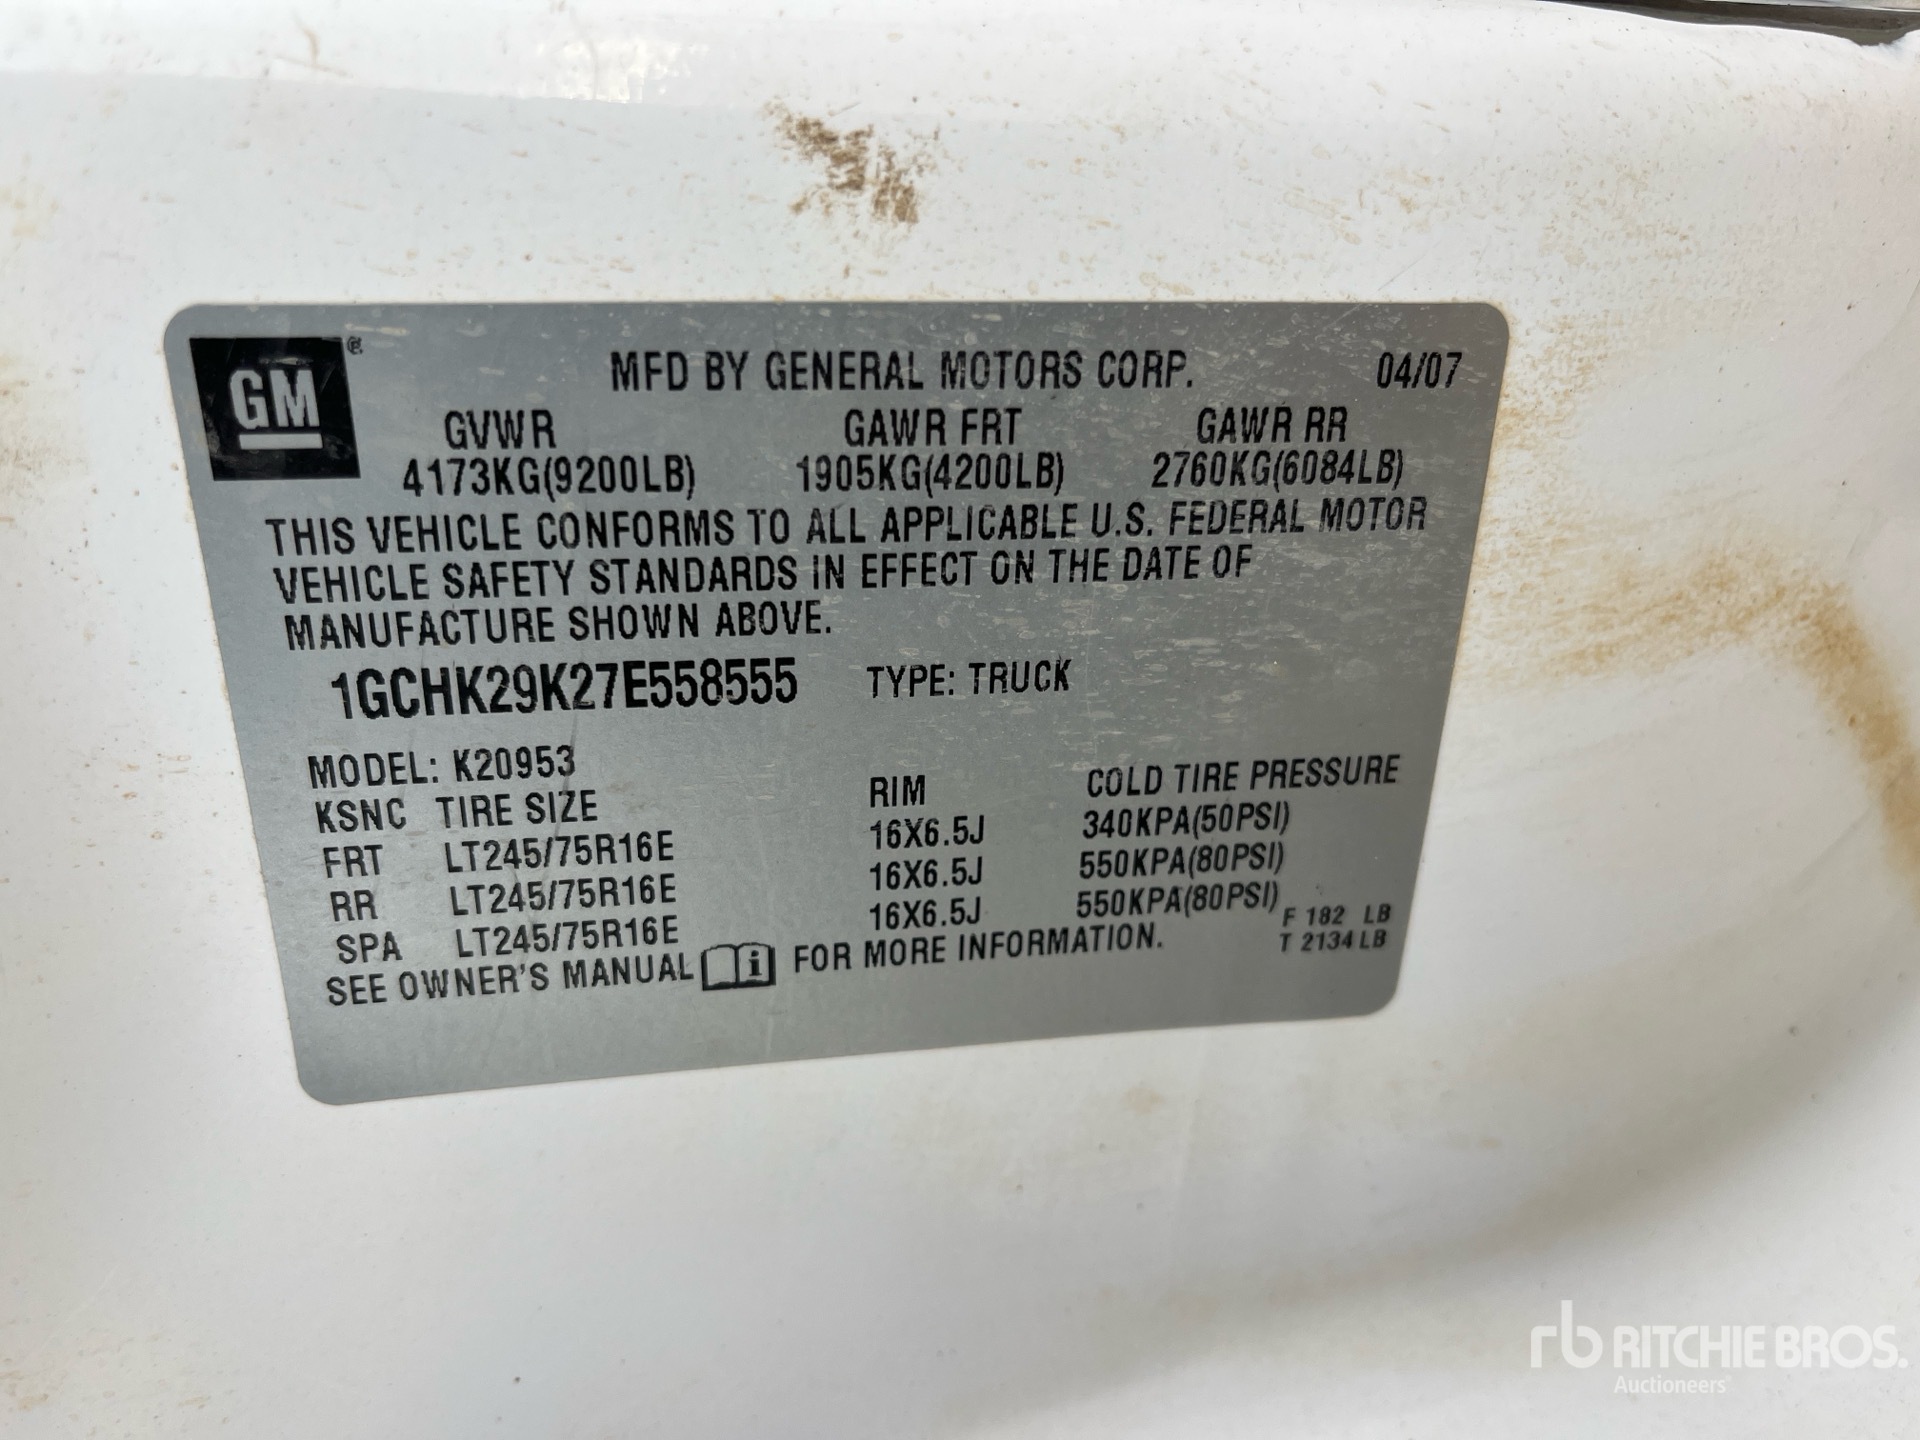 GM ® MFD BY GENERAL MOTORS CORP. 04/07
GVWR GAWR FRT GAWR RR
4173KG(9200LB) 1905KG(4200LB) 2760KG(6084LB)
THIS VEHICLE CONFORMS TO ALL APPLICABLE U.S. FEDERAL MOTOR
VEHICLE SAFETY STANDARDS IN EFFECT ON THE DATE OF
MANUFACTURE SHOWN ABOVE.
1GCHK29K27E558555 TYPE: TRUCK
MODEL: K20953
KSNC TIRE SIZE RIM COLD TIRE PRESSURE
FRT LT245/75R16E 16X6.5J 340KPA(50PSI)
RR LT245/75R16E 16X6.5J 550KPA(80PSI)
SPA LT245/75R16E 16X6.5J 550KPA(80PSI)
F 182 LB
T 2134 LB
SEE OWNER'S MANUAL i FOR MORE INFORMATION.
rb RITCHIE BROS.
Auctioneers